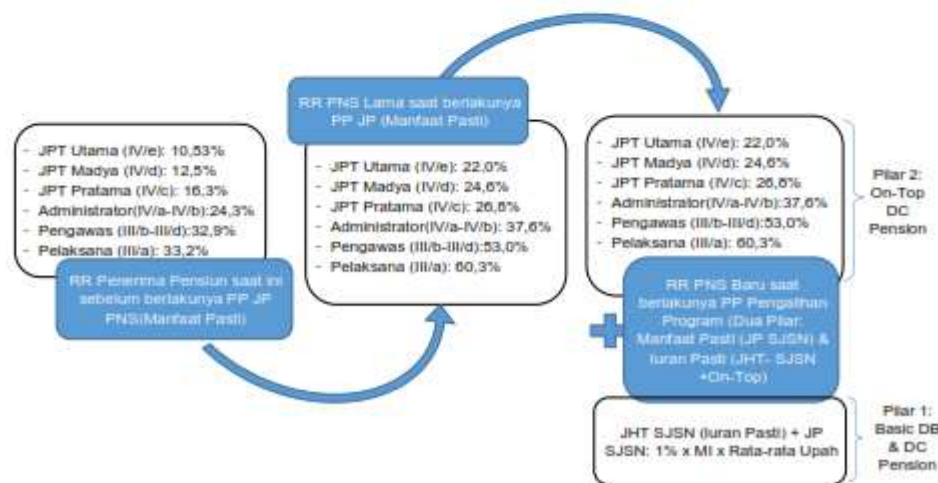 - JPT Utama (IV/e): 10,53%
- JPT Madya (IV/d): 12,5%
- JPT Pratama (IV/c): 16,3%
- Administrator(IV/a-IV/b):24,3%
- Pengawas (III/b-III/d):32,9%
- Pelaksana (III/a): 33,2%
RR Penerima Pensiun saat ini
sebelum berlakunya PP JP
PNS(Manfaat Pasti)
RR PNS Lama saat berlakunya
PP JP (Manfaat Pasti)
- JPT Utama (IV/e): 22,0%
- JPT Madya (IV/d): 24,6%
- JPT Pratama (IV/c): 26,8%
- Administrator(IV/a-IV/b): 37,6%
- Pengawas (III/b-III/d):53,0%
- Pelaksana (III/a): 60,3%
- JPT Utama (IV/e): 22,0%
- JPT Madya (IV/d): 24,6%
- JPT Pratama (IV/c): 26,8%
- Administrator (IV/a-IV/b):37,6%
- Pengawas (III/b-III/d):53,0%
- Pelaksana (III/a): 60,3%
Pilar 2:
On-Top
DC
Pension
RR PNS Baru saat
berlakunya PP Pengalihan
Program (Dua Pilar:
Manfaat Pasti (JP SJSN) &
Iuran Pasti (JHT- SJSN
+On-Top)
JHT SJSN (Iuran Pasti) + JP
SJSN: 1% x MI x Rata-rata Upah
Pilar 1:
Basic DB
& DC
Pension